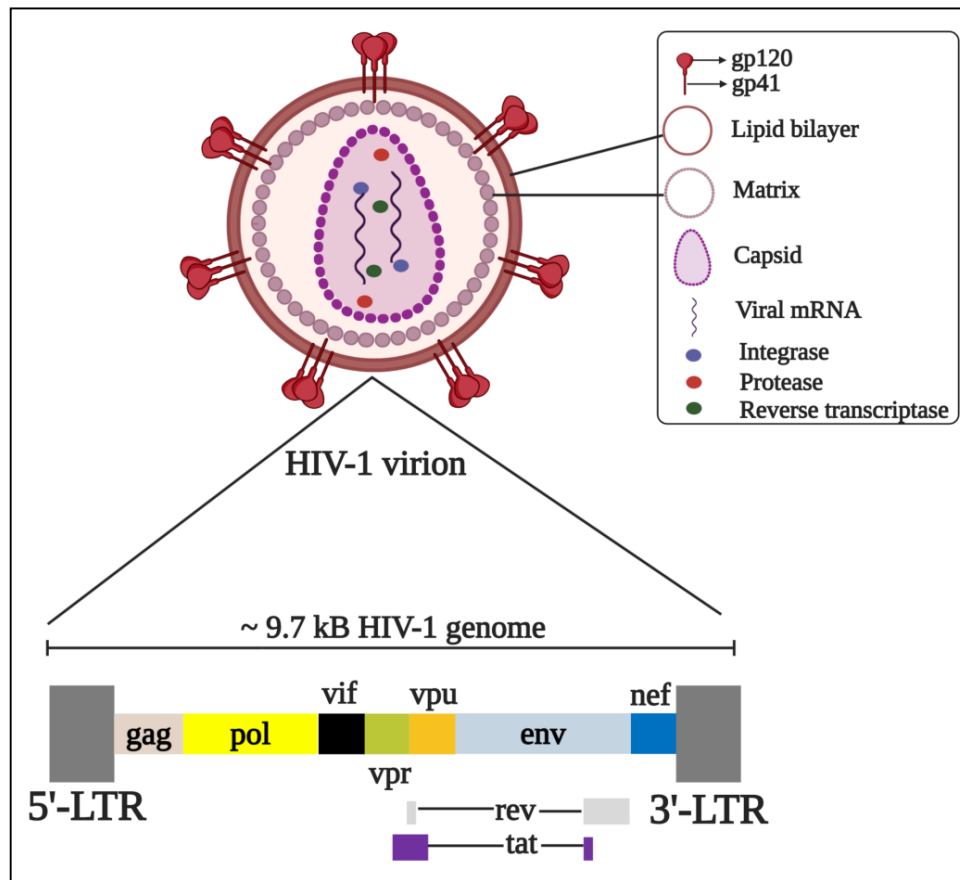 gp120
gp41
Lipid bilayer
Matrix
Capsid
Viral mRNA
Integrase
Protease
Reverse transcriptase
HIV-1 virion
~ 9.7 kB HIV-1 genome
vif
vpu
nef
gag
pol
env
vpr
5'-LTR
rev
3'-LTR
tat